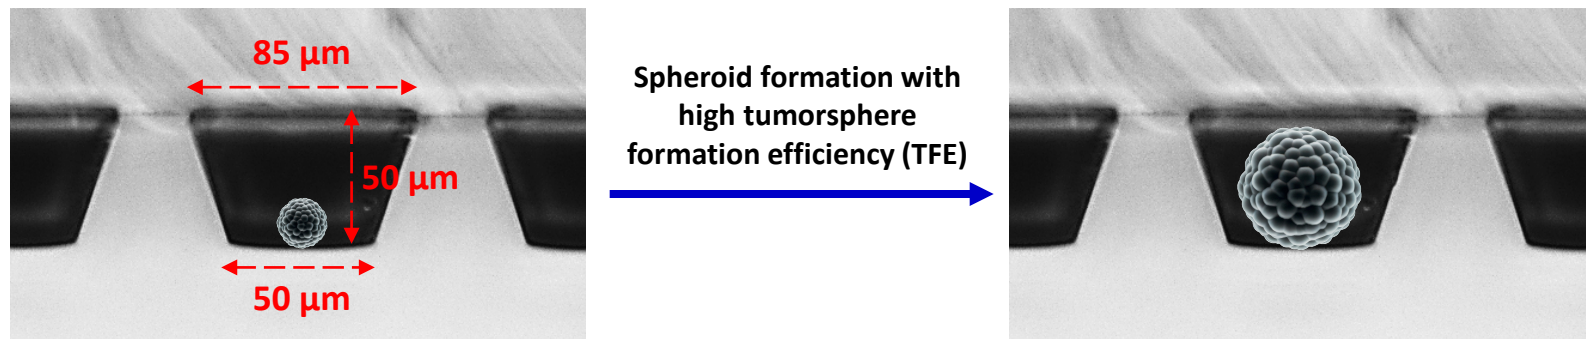 85 µm
50 µm
50 µm
Spheroid formation with
high tumorsphere
formation efficiency (TFE)